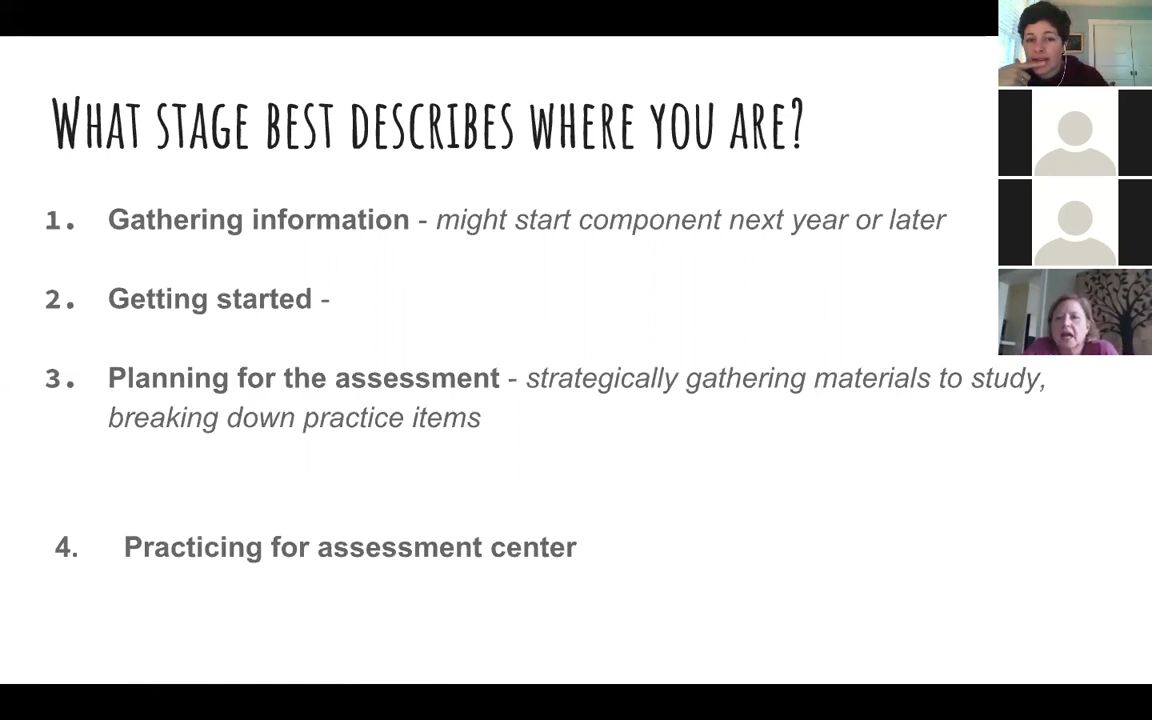 What stage best describes where you are?
1. Gathering information - might start component next year or later
2. Getting started -
3. Planning for the assessment - strategically gathering materials to study,
breaking down practice items
4. Practicing for assessment center